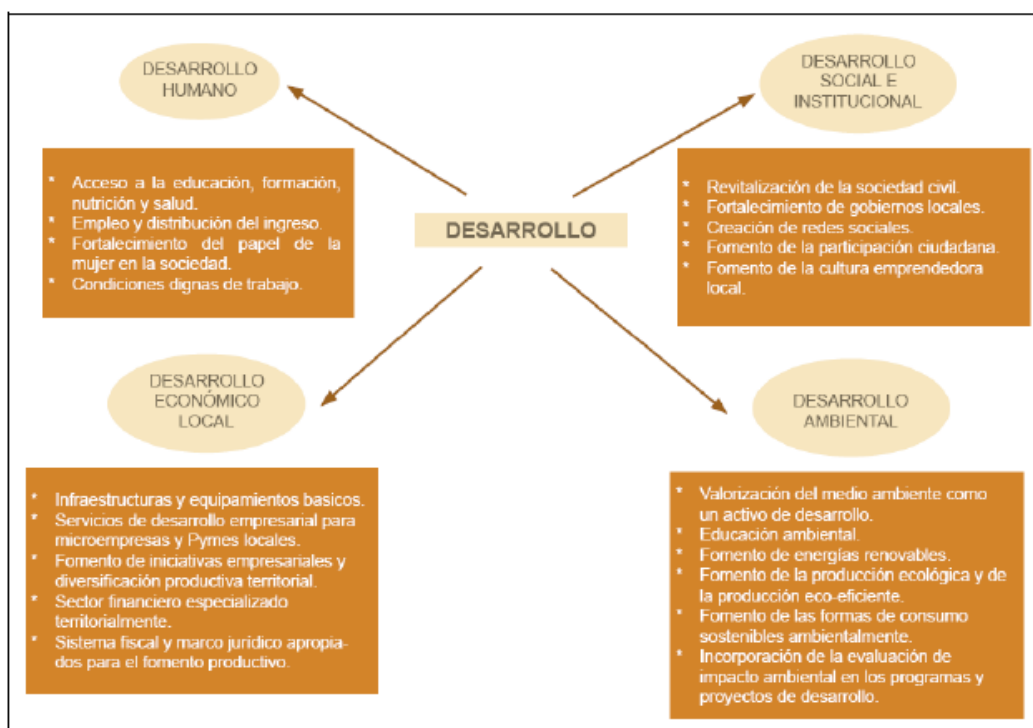 DESARROLLO
HUMANO
* Acceso a la educación, formación,
nutrición y salud.
* Empleo y distribución del ingreso.
* Fortalecimiento del papel de la
mujer en la sociedad.
* Condiciones dignas de trabajo.
DESARROLLO
SOCIAL E
INSTITUCIONAL
* Revitalización de la sociedad civil.
* Fortalecimiento de gobiernos locales.
* Creación de redes sociales.
* Fomento de la participación ciudadana.
* Fomento de la cultura emprendedora
local.
DESARROLLO
DESARROLLO
ECONÓMICO
LOCAL
* Infraestructuras y equipamientos basicos.
* Servicios de desarrollo empresarial para
microempresas y Pymes locales.
* Fomento de iniciativas empresariales y
diversificación productiva territorial.
* Sector financiero especializado
territorialmente.
* Sistema fiscal y marco jurídico apropia-
dos para el fomento productivo.
DESARROLLO
AMBIENTAL
* Valorización del medio ambiente como
un activo de desarrollo.
* Educación ambiental.
* Fomento de energías renovables.
* Fomento de la producción ecológica y de
la producción eco-eficiente.
* Fomento de las formas de consumo
sostenibles ambientalmente.
* Incorporación de la evaluación de
impacto ambiental en los programas y
proyectos de desarrollo.